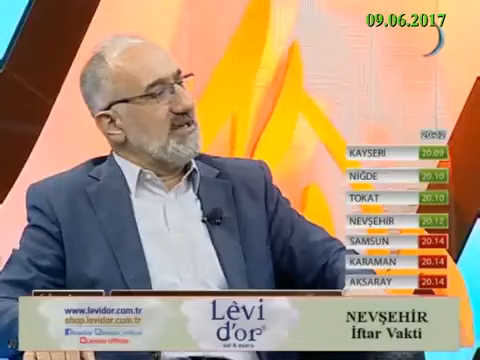 09.06.2017
20:12
KAYSERİ 20.09
NİĞDE 20.10
TOKAT 20.10
NEVŞEHİR 20.12
SAMSUN 20.14
KARAMAN 20.14
AKSARAY 20.14
www.levidor.com.tr
shop.levidor.com.tr
Lèvi
d'or
NEVŞEHİR
İftar Vakti